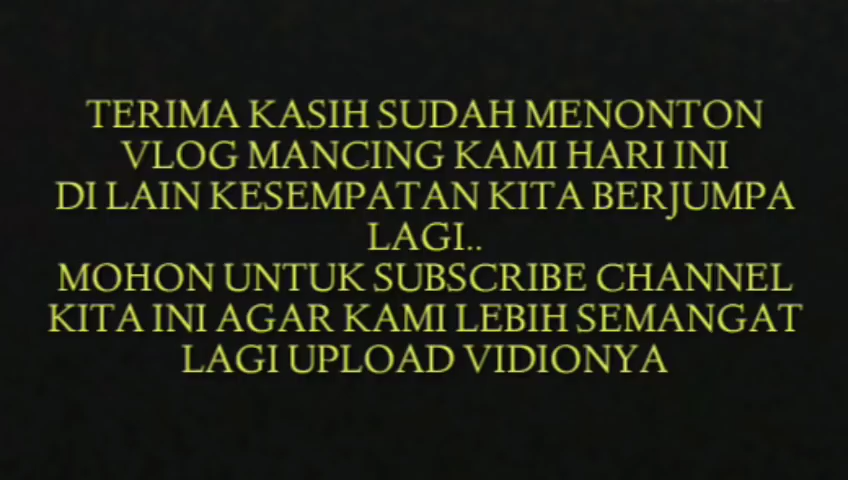 TERIMA KASIH SUDAH MENONTON
VLOG MANCING KAMI HARI INI
DI LAIN KESEMPATAN KITA BERJUMPA
LAGI..
MOHON UNTUK SUBSCRIBE CHANNEL
KITA INI AGAR KAMI LEBIH SEMANGAT
LAGI UPLOAD VIDIONYA